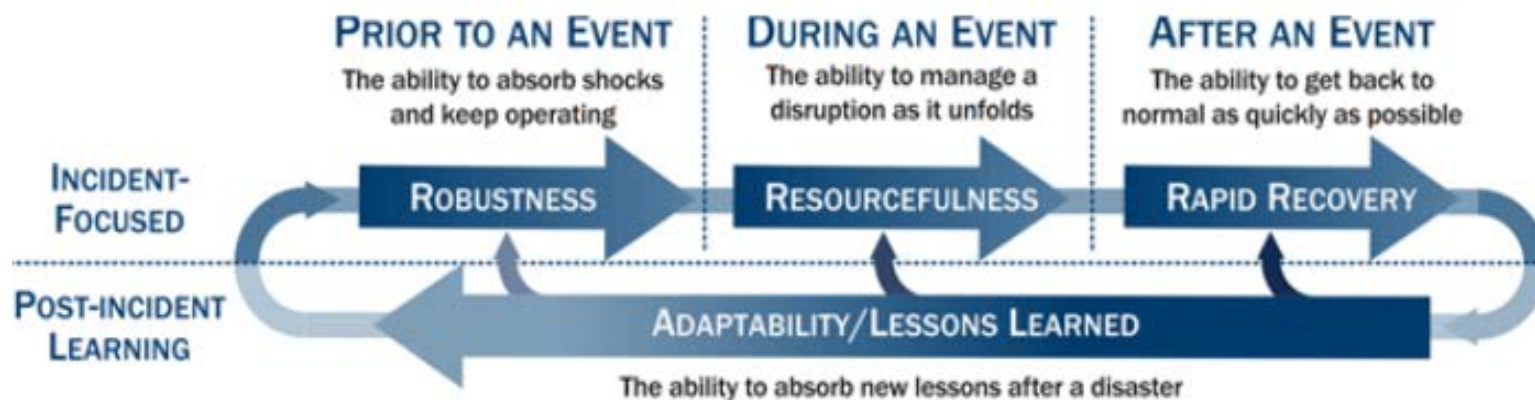 PRIOR TO AN EVENT
The ability to absorb shocks
and keep operating
DURING AN EVENT
The ability to manage a
disruption as it unfolds
AFTER AN EVENT
The ability to get back to
normal as quickly as possible
INCIDENT-
FOCUSED
ROBUSTNESS
RESOURCEFULNESS
RAPID RECOVERY
POST-INCIDENT
LEARNING
ADAPTABILITY/LESSONS LEARNED
The ability to absorb new lessons after a disaster